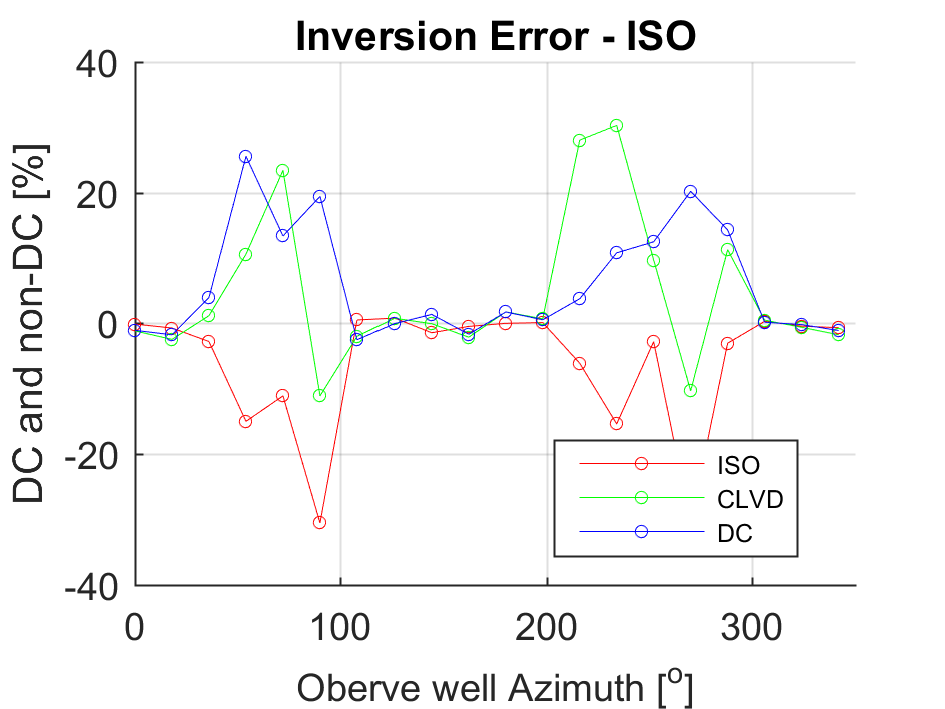 Inversion Error - ISO
DC and non-DC [%]
40
20
0
-20
-40
0
100
200
300
Oberve well Azimuth [o]
ISO
CLVD
DC